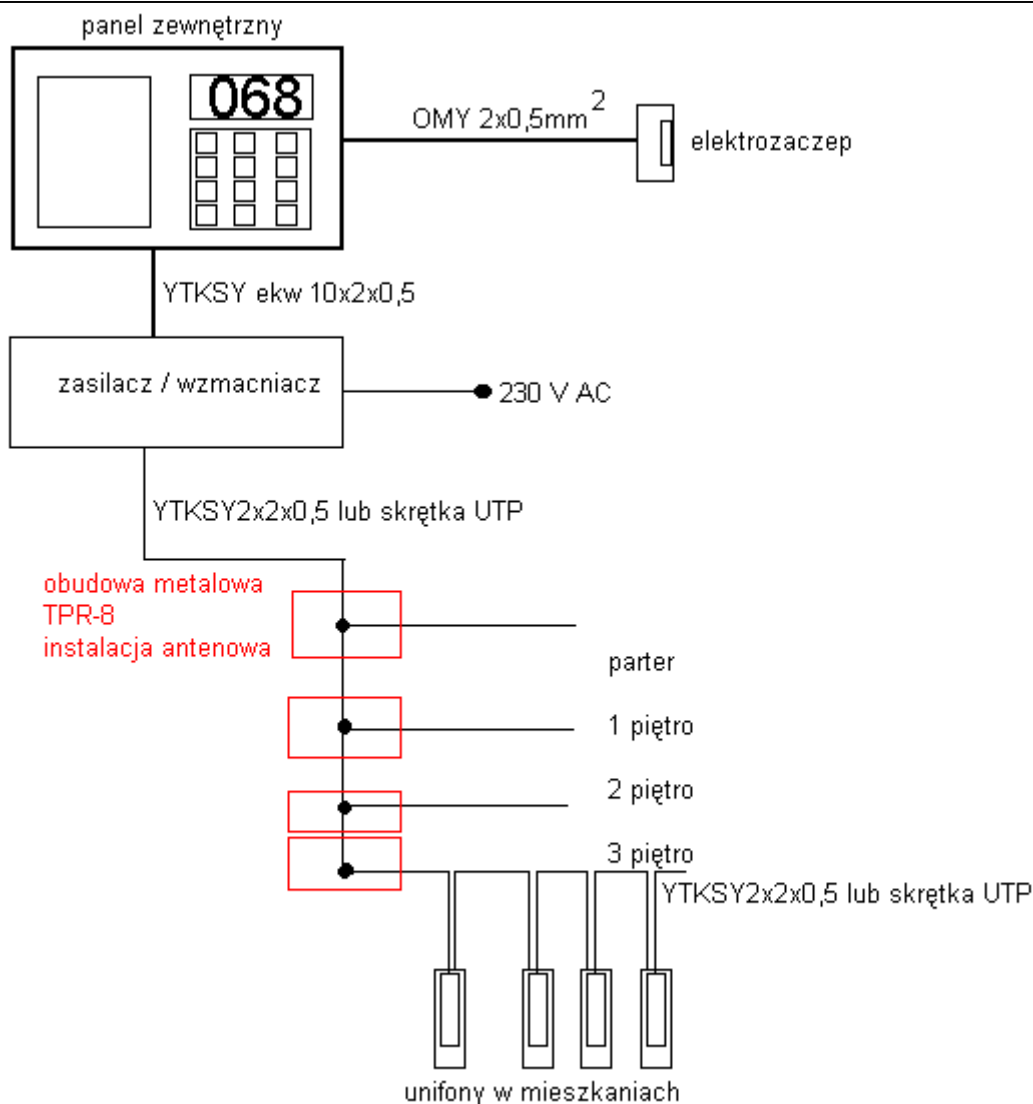 panel zewnętrzny
068
OMY 2x0,5mm 2
elektrozaczep
YTKSY ekw 10x2x0,5
zasilacz / wzmacniacz
230 V AC
YTKSY2x2x0,5 lub skrętka UTP
obudowa metalowa
TPR-8
instalacja antenowa
parter
1 piętro
2 piętro
3 piętro
YTKSY2x2x0,5 lub skrętka UTP
unifony w mieszkaniach